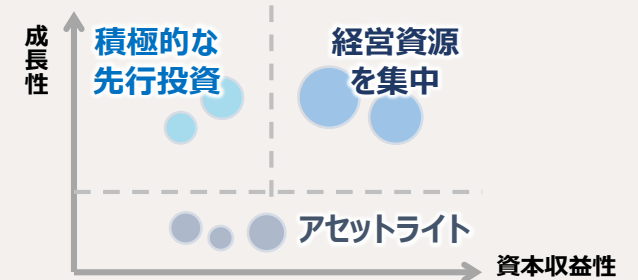 成長性
積極的な
先行投資
経営資源
を集中
アセットライト
資本収益性